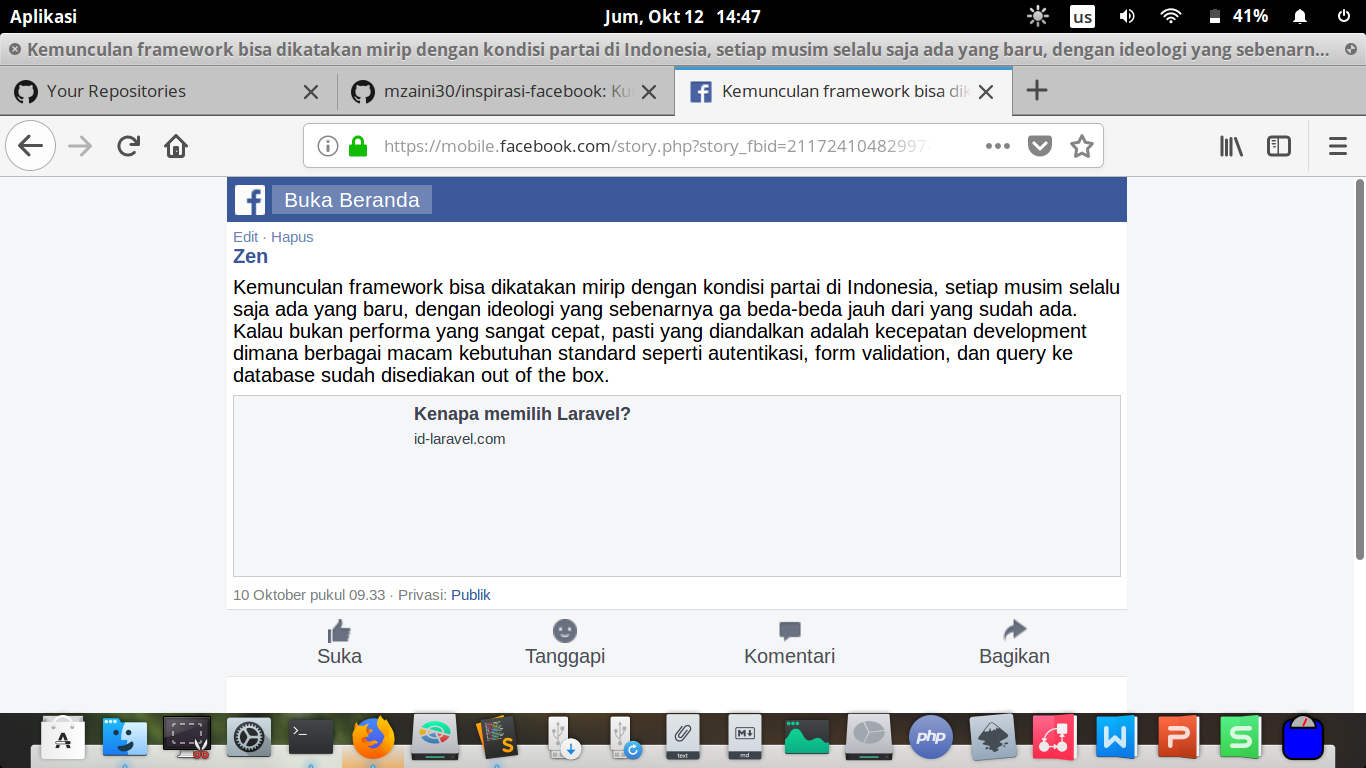 Aplikasi
Jum, Okt 12 14:47
us
41%
Kemunculan framework bisa dikatakan mirip dengan kondisi partai di Indonesia, setiap musim selalu saja ada yang baru, dengan ideologi yang sebenarn...
Your Repositories
mzaini30/inspirasi-facebook: Ku
Kemunculan framework bisa dik
https://mobile.facebook.com/story.php?story_fbid=211724104829974
Buka Beranda
Edit · Hapus
Zen
Kemunculan framework bisa dikatakan mirip dengan kondisi partai di Indonesia, setiap musim selalu
saja ada yang baru, dengan ideologi yang sebenarnya ga beda-beda jauh dari yang sudah ada.
Kalau bukan performa yang sangat cepat, pasti yang diandalkan adalah kecepatan development
dimana berbagai macam kebutuhan standard seperti autentikasi, form validation, dan query ke
database sudah disediakan out of the box.
Kenapa memilih Laravel?
id-laravel.com
10 Oktober pukul 09.33 · Privasi: Publik
Suka
Tanggapi
Komentari
Bagikan
text
md
php
W
P
S